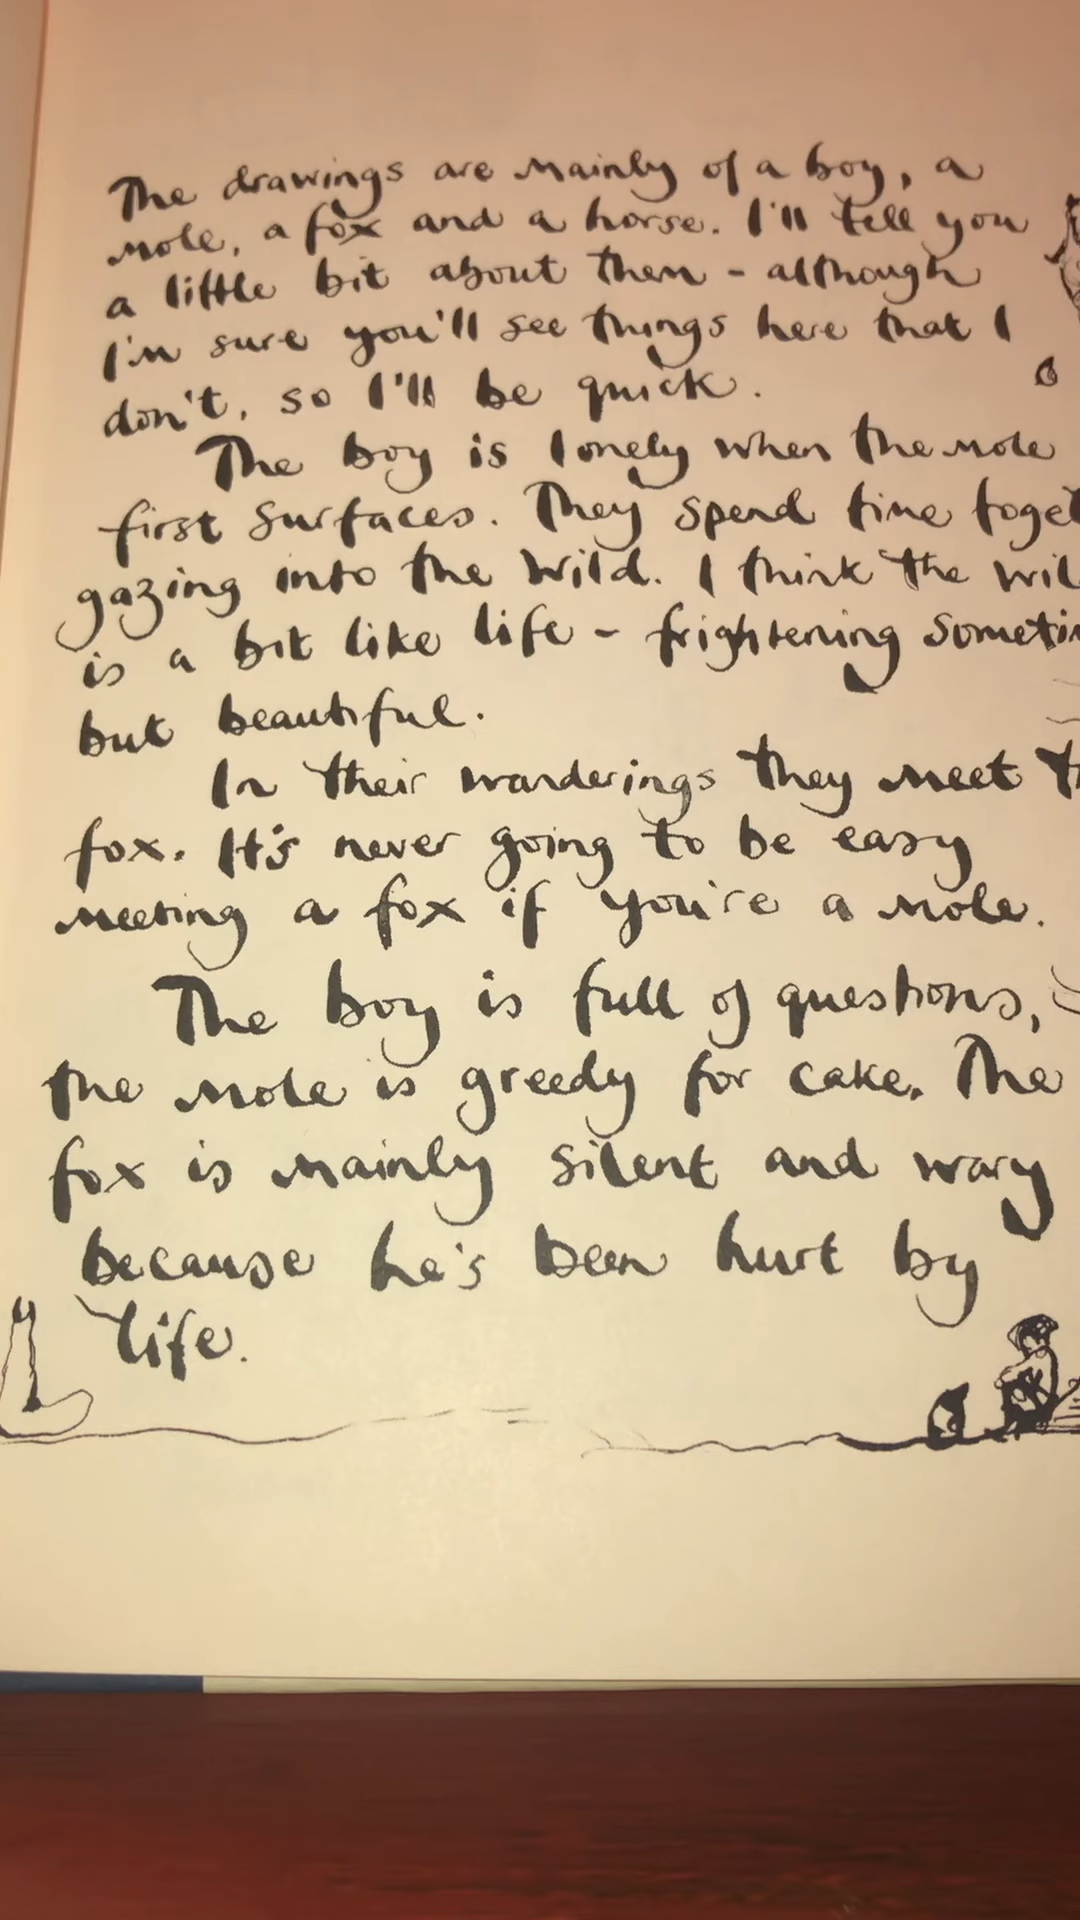 The drawings are mainly of a boy, a
mole, a fox and a horse. I'll tell you
a little bit about them - although
I'm sure you'll see things here that I
don't, so I'll be quick.
The boy is lonely when the mole
first surfaces. They spend time toget
gazing into the wild. I think the wil
is a bit like life - frightening sometim
but beautiful.
In their wanderings they meet th
fox. It's never going to be easy
meeting a fox if you're a mole.
The boy is full of questions,
the mole is greedy for cake. The
fox is mainly silent and wary
because he's been hurt by
life.